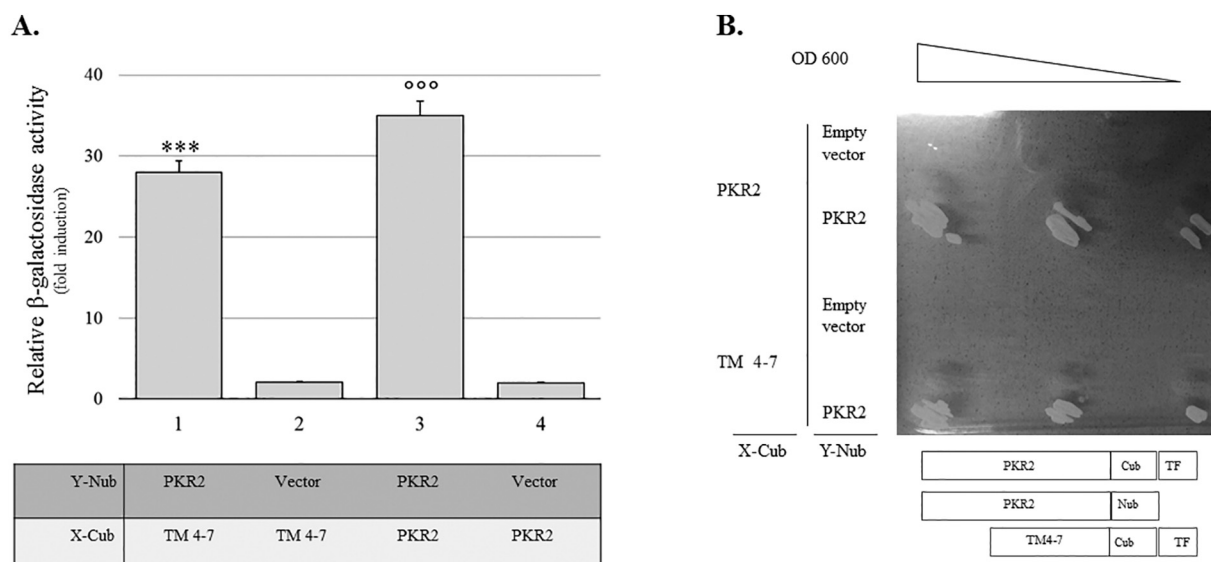 A.
Relative β-galactosidase activity
(fold induction)
40
30
20
10
0
***
°°°
1 2 3 4
Y-Nub PKR2 Vector PKR2 Vector
X-Cub TM 4-7 TM 4-7 PKR2 PKR2
B.
OD 600
PKR2
Empty
vector
PKR2
TM 4-7
Empty
vector
PKR2
X-Cub Y-Nub
PKR2 Cub TF
PKR2 Nub
TM4-7 Cub TF